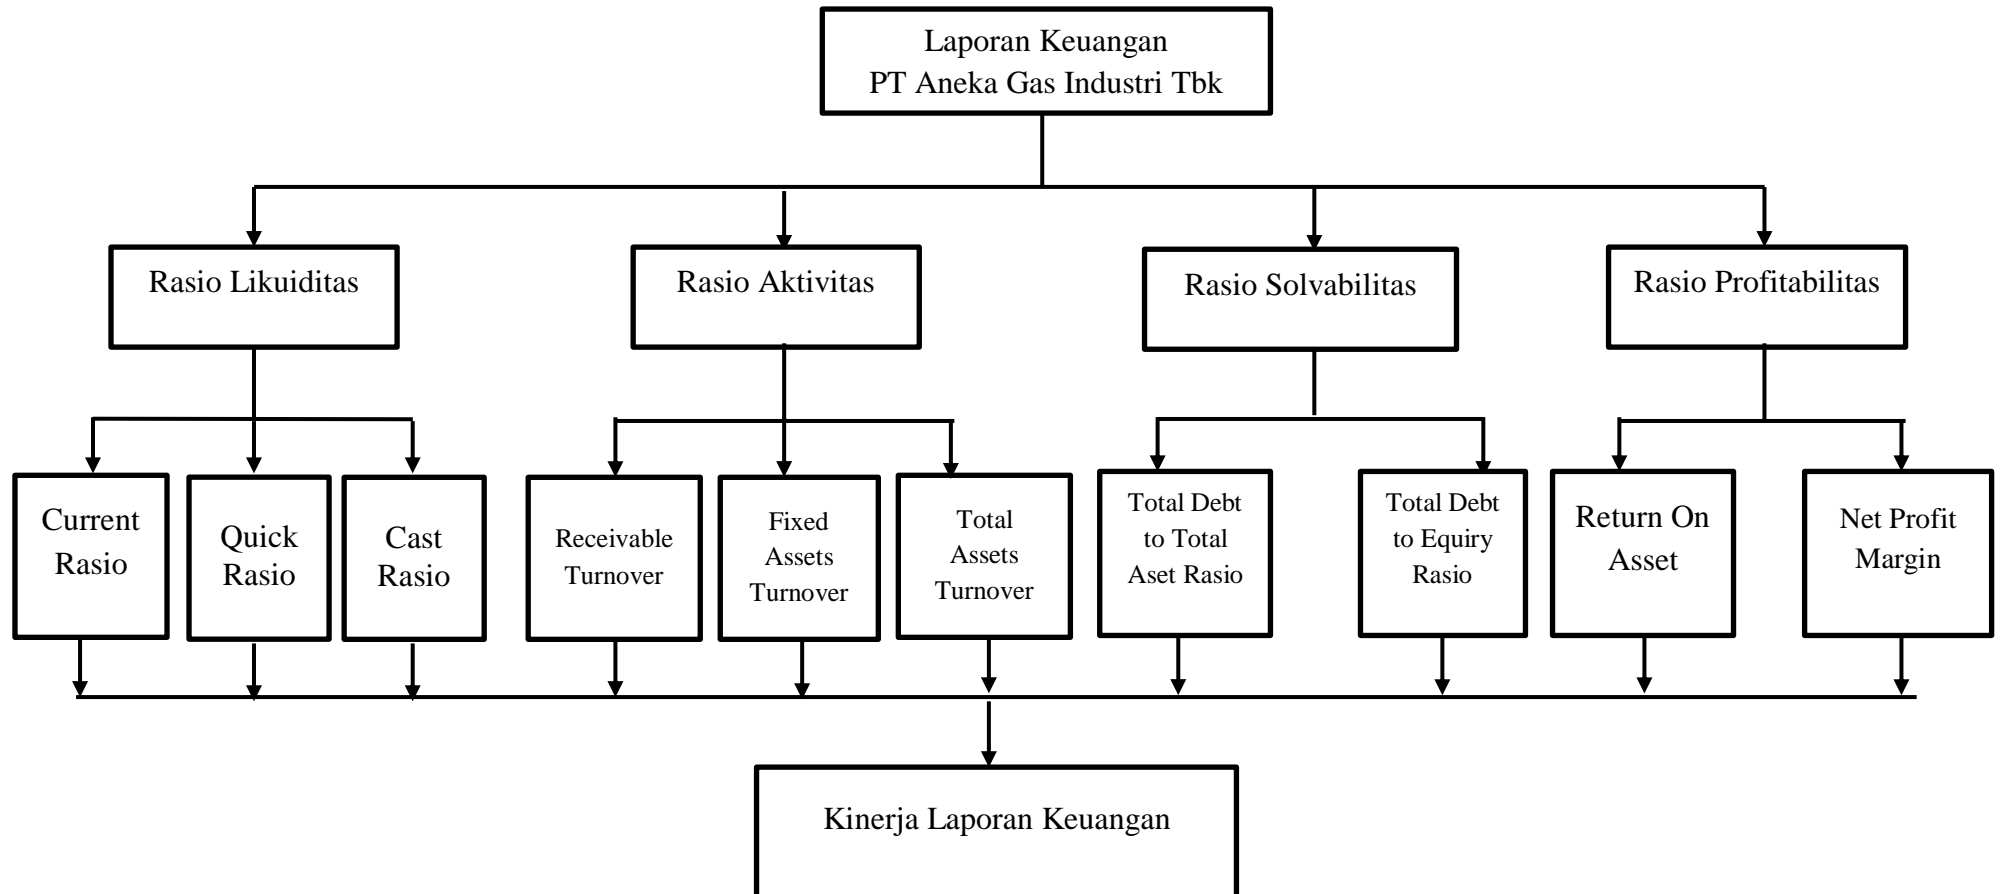 Laporan Keuangan
PT Aneka Gas Industri Tbk
Rasio Likuiditas
Rasio Aktivitas
Rasio Solvabilitas
Rasio Profitabilitas
Current
Rasio
Quick
Rasio
Cast
Rasio
Receivable
Turnover
Fixed
Assets
Turnover
Total
Assets
Turnover
Total Debt
to Total
Aset Rasio
Total Debt
to Equiry
Rasio
Return On
Asset
Net Profit
Margin
Kinerja Laporan Keuangan